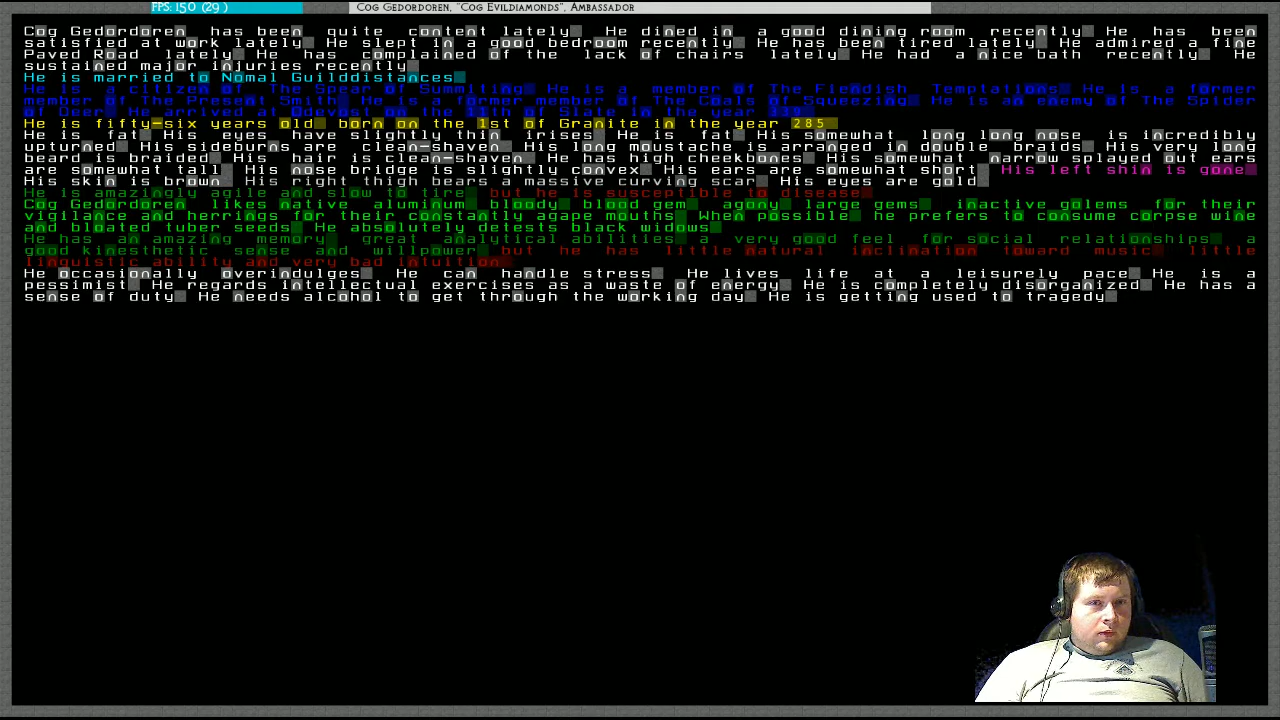 FPS: 150 (29 )
Cog Gedordoren, "Cog Evildiamonds", Ambassador
Cog Gedordoren has been quite content lately. He dined in a good dining room recently. He has been
satisfied at work lately. He slept in a good bedroom recently. He has been tired lately. He admired a fine
Paved Road lately. He has complained of the lack of chairs lately. He had a nice bath recently. He
sustained major injuries recently.
He is married to Nomal Guilddistances.
He is a citizen of The Spear of Summiting. He is a member of The Fiendish Temptations. He is a former
member of The Present Smith. He is a former member of The Coals of Squeezing. He is an enemy of The Spider
of Deer. He arrived at Odevost on the 11th of Slate in the year
He is fifty-six years old, born on the 1st of Granite in the year 285.
He is fat. His eyes have slightly thin irises. He is fat. His somewhat long long nose is incredibly
upturned. His sideburns are clean-shaven. His long moustache is arranged in double braids. His very long
beard is braided. His hair is clean-shaven. He has high cheekbones. His somewhat narrow splayed out ears
are somewhat tall. His nose bridge is slightly convex. His ears are somewhat short. His left shin is gone.
His skin is brown. His right thigh bears a massive curving scar. His eyes are gold.
He is amazingly agile and slow to tire, but he is susceptible to disease.
Cog Gedordoren likes native aluminum, bloody blood gem, agony, large gems, inactive golems for their
vigilance and herrings for their constantly agape mouths. When possible, he prefers to consume corpse wine
and bloated tuber seeds. He absolutely detests black widows.
He has an amazing memory, great analytical abilities, a very good feel for social relationships, a
good kinesthetic sense and willpower, but he has little natural inclination toward music, little
linguistic ability and very bad intuition.
He occasionally overindulges. He can handle stress. He lives life at a leisurely pace. He is a
pessimist. He regards intellectual exercises as a waste of energy. He is completely disorganized. He has a
sense of duty. He needs alcohol to get through the working day. He is getting used to tragedy.